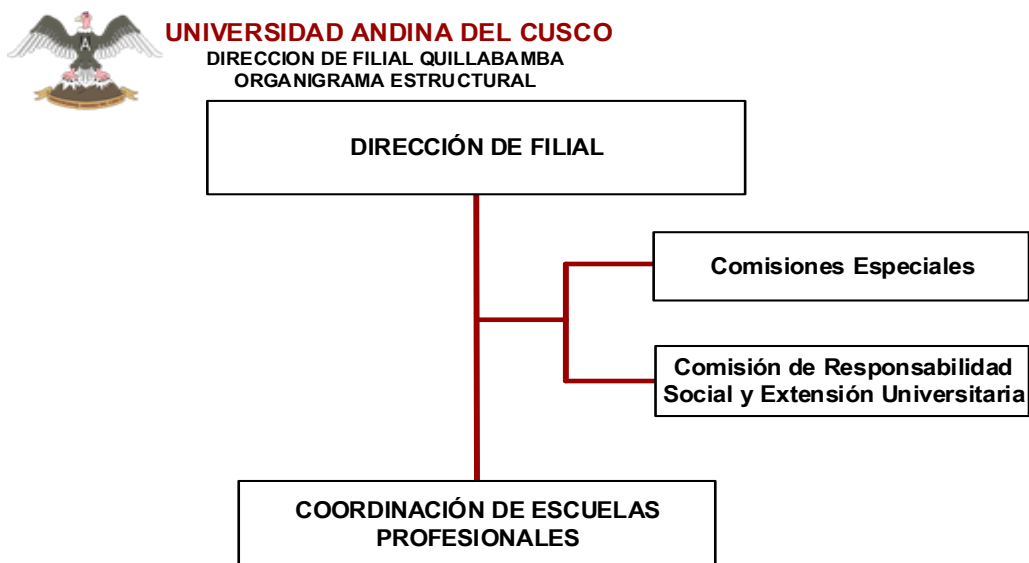 UNIVERSIDAD ANDINA DEL CUSCO
DIRECCION DE FILIAL QUILLABAMBA
ORGANIGRAMA ESTRUCTURAL
DIRECCIÓN DE FILIAL
Comisiones Especiales
Comisión de Responsabilidad
Social y Extensión Universitaria
COORDINACIÓN DE ESCUELAS
PROFESIONALES